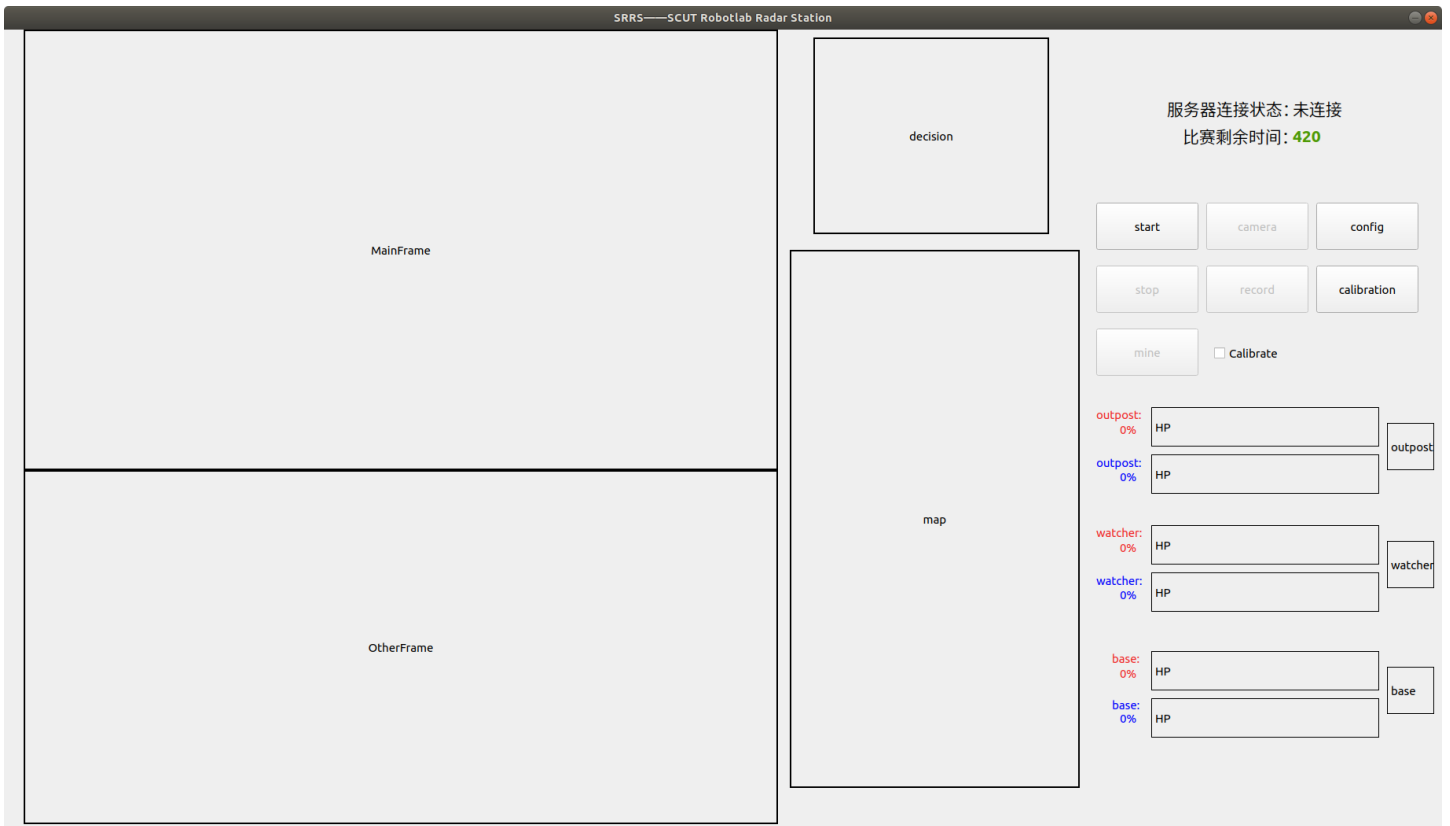 SRRS——SCUT Robotlab Radar Station
MainFrame
OtherFrame
decision
map
服务器连接状态：未连接
比赛剩余时间：420
start camera config
stop record calibration
mine Calibrate
outpost:
0% HP
outpost:
0% HP
outpost
watcher:
0% HP
watcher:
0% HP
watcher
base:
0% HP
base:
0% HP
base